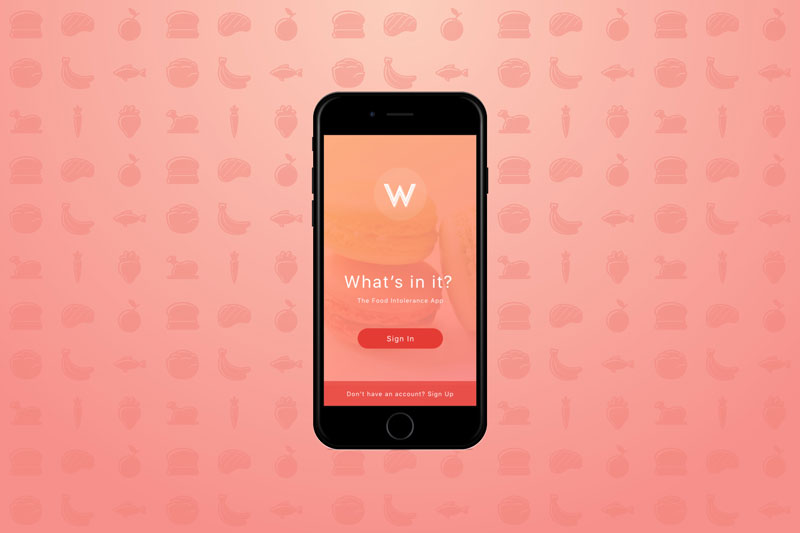 W
What's in it?
The Food Intolerance App
Sign In
Don't have an account? Sign Up